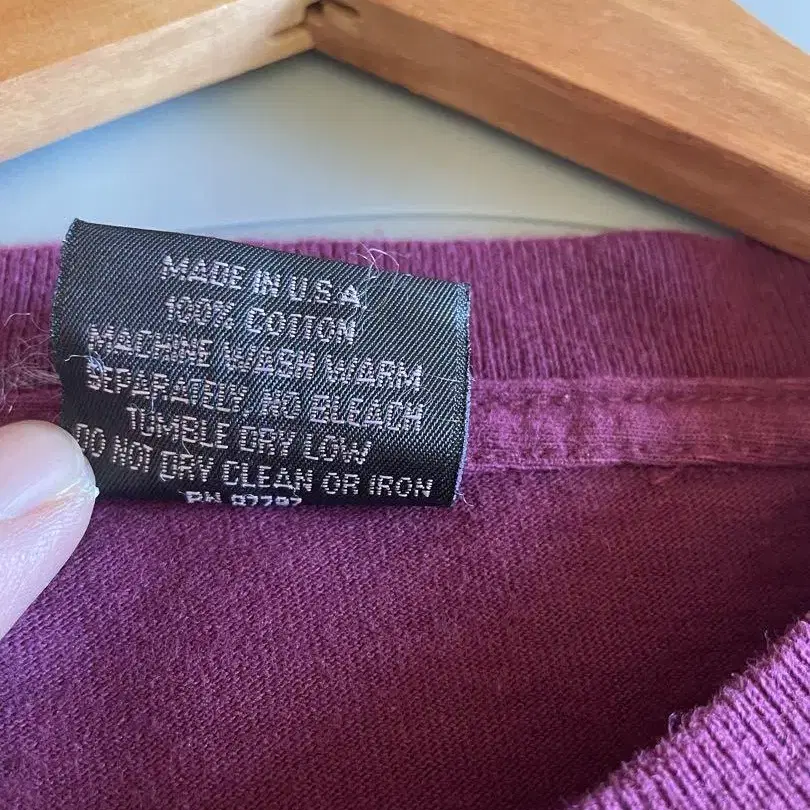 MADE IN U.S.A.
100% COTTON
MACHINE WASH WARM
SEPARATELY, NO BLEACH
TUMBLE DRY LOW
DO NOT DRY CLEAN OR IRON
RN